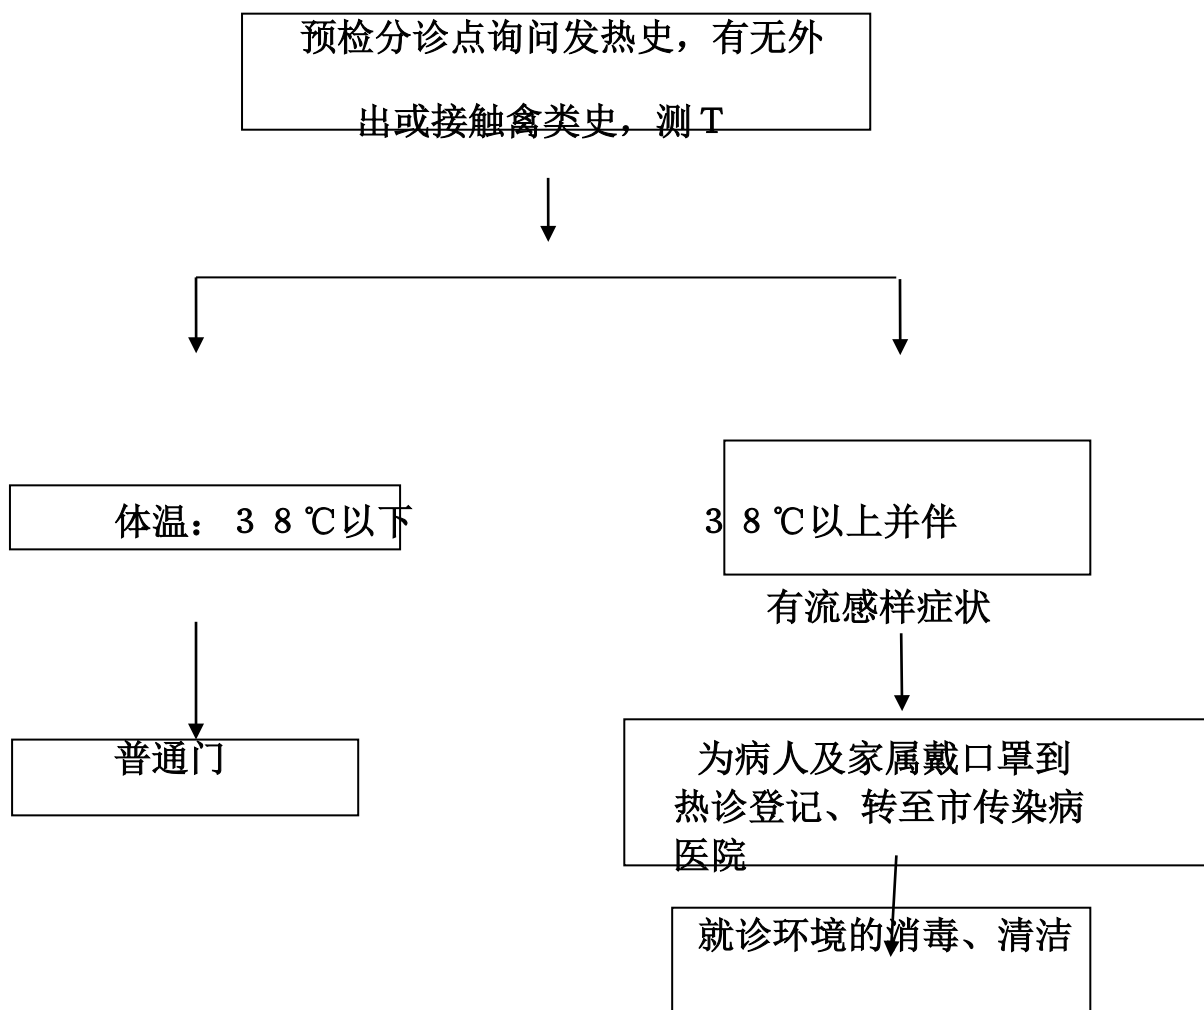 预检分诊点询问发热史，有无外
出或接触禽类史，测T
体温：38℃以下
38℃以上并伴
有流感样症状
普通门
为病人及家属戴口罩到
热诊登记、转至市传染病
医院
就诊环境的消毒、清洁